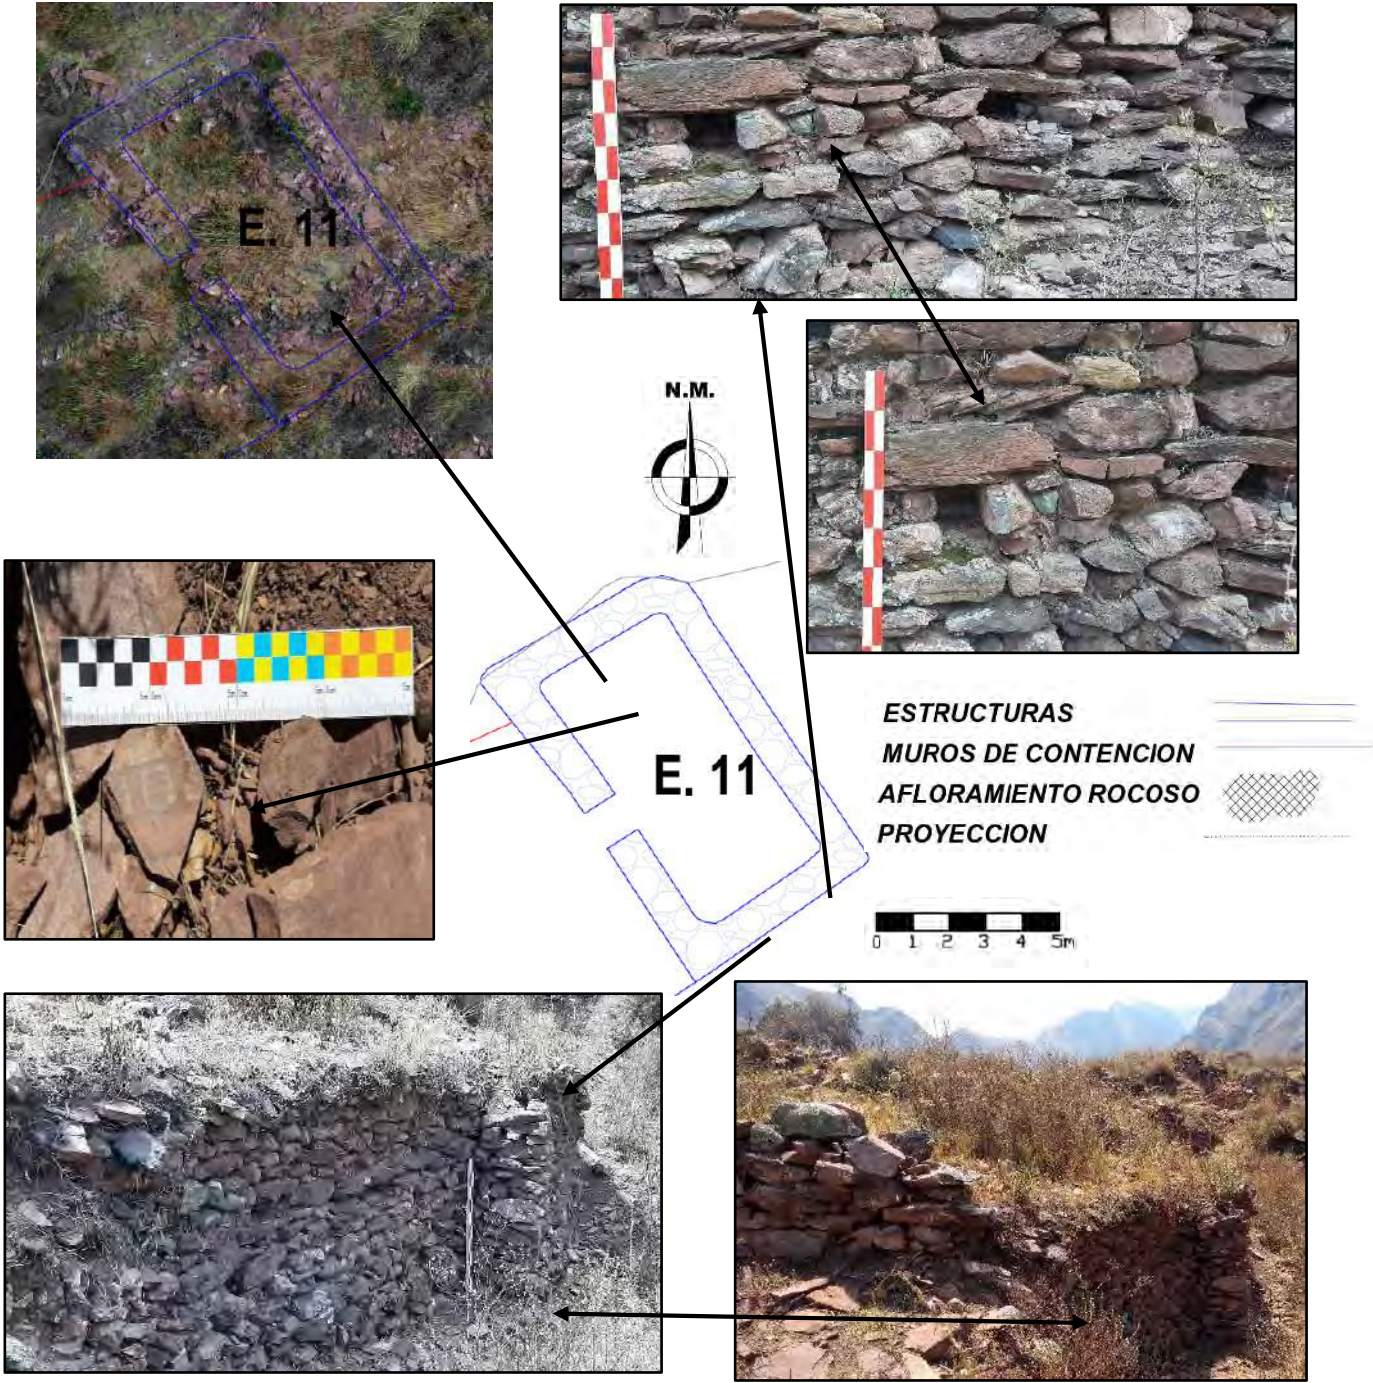 E. 11
N.M.
E. 11
ESTRUCTURAS
MUROS DE CONTENCION
AFLORAMIENTO ROCOSO
PROYECCION
0 1 2 3 4 5m